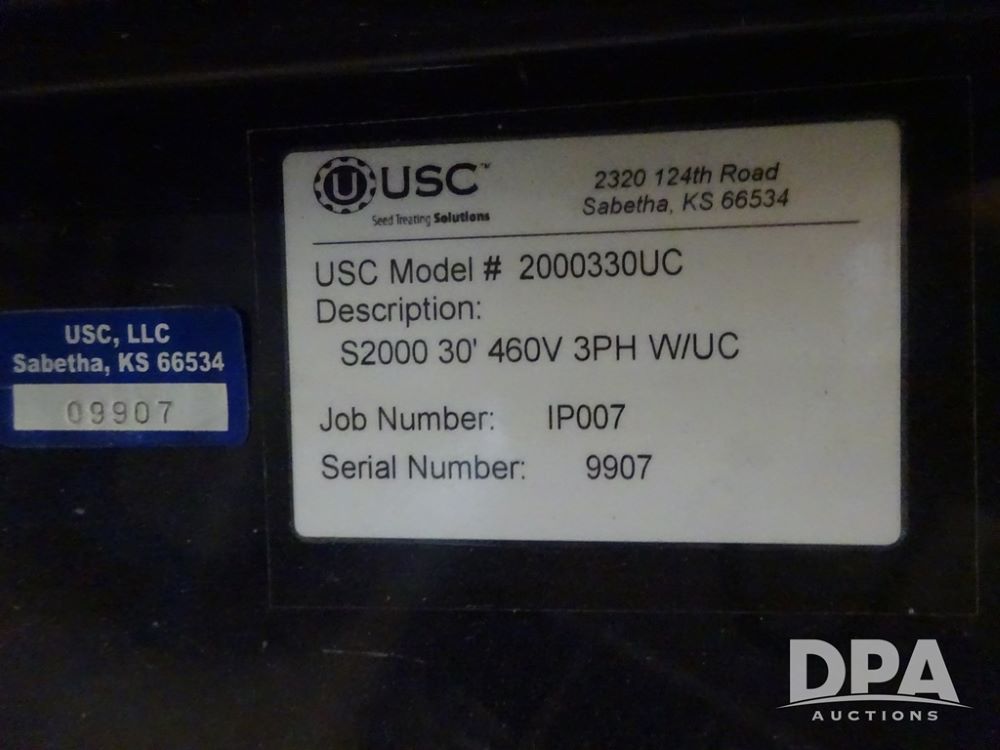 USC™
Seed Treating Solutions
2320 124th Road
Sabetha, KS 66534
USC Model # 2000330UC
Description:
S2000 30' 460V 3PH W/UC
Job Number: IP007
Serial Number: 9907
USC, LLC
Sabetha, KS 66534
09907
DPA
AUCTIONS